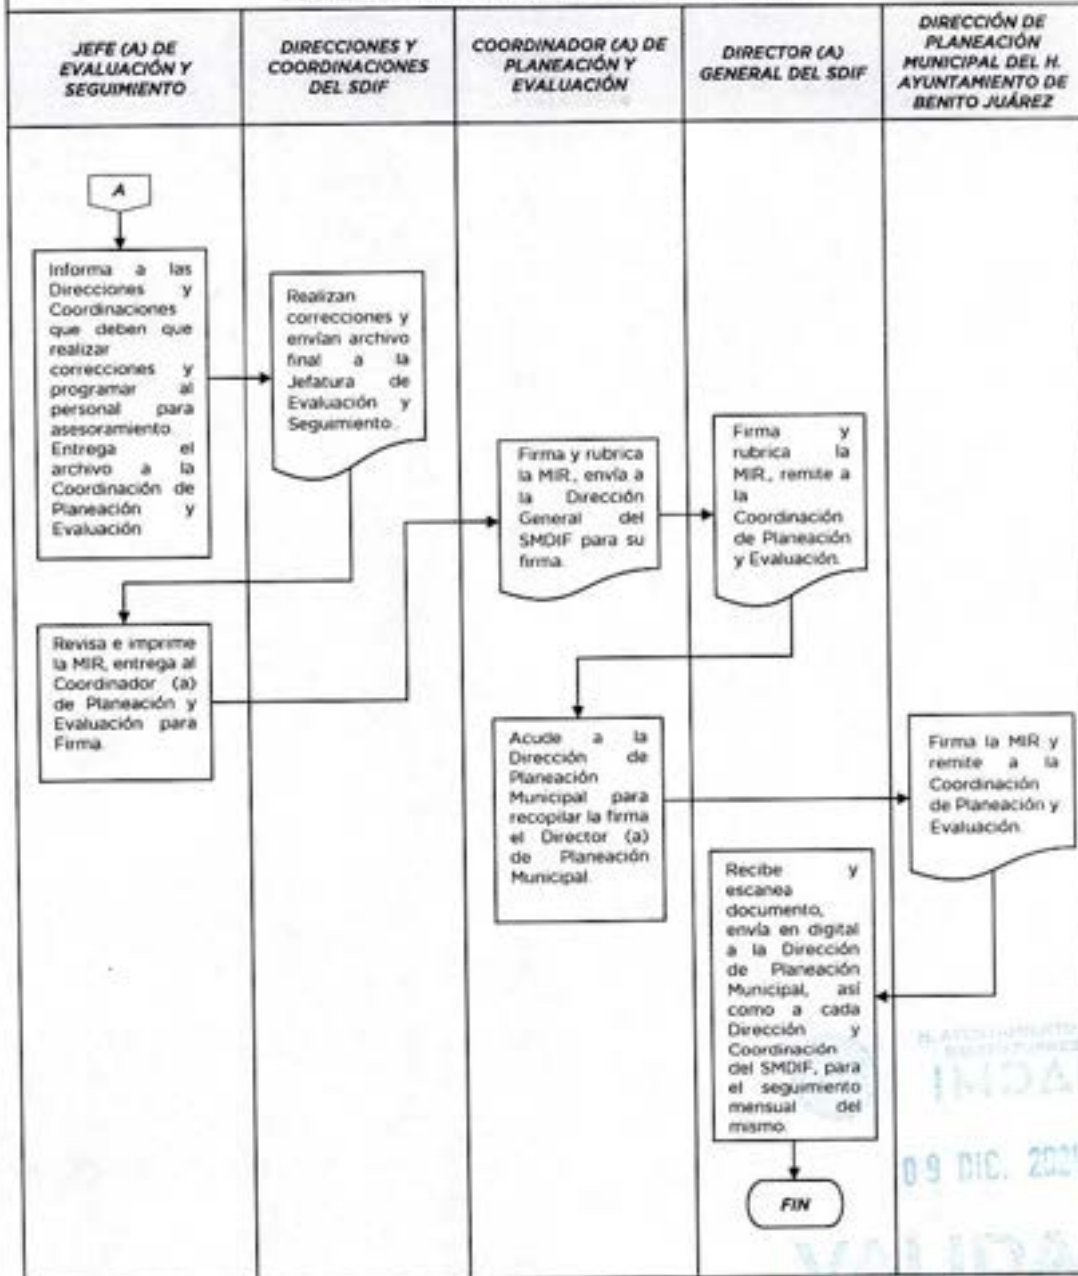 JEFE (A) DE
EVALUACIÓN Y
SEGUIMIENTO
DIRECCIONES Y
COORDINACIONES
DEL SDIF
COORDINADOR (A) DE
PLANEACIÓN Y
EVALUACIÓN
DIRECTOR (A)
GENERAL DEL SDIF
DIRECCIÓN DE
PLANEACIÓN
MUNICIPAL DEL H.
AYUNTAMIENTO DE
BENITO JUÁREZ
A
Informa a las
Direcciones y
Coordinaciones
que deben que
realizar
correcciones y
programar al
personal para
asesoramiento
Entrega el
archivo a la
Coordinación de
Planeación y
Evaluación
Realizan
correcciones y
envían archivo
final a la
Jefatura de
Evaluación y
Seguimiento.
Firma y rubrica
la MIR, envía a
la Dirección
General del
SMDIF para su
firma.
Firma y
rubrica la
MIR, remite a
la
Coordinación
de Planeación
y Evaluación.
Revisa e imprime
la MIR, entrega al
Coordinador (a)
de Planeación y
Evaluación para
Firma.
Acude a la
Dirección de
Planeación
Municipal para
recopilar la firma
el Director (a)
de Planeación
Municipal.
Firma la MIR y
remite a la
Coordinación
de Planeación y
Evaluación.
Recibe y
escanea
documento,
envía en digital
a la Dirección
de Planeación
Municipal, así
como a cada
Dirección y
Coordinación
del SMDIF, para
el seguimiento
mensual del
mismo.
FIN
09 DIC. 2021